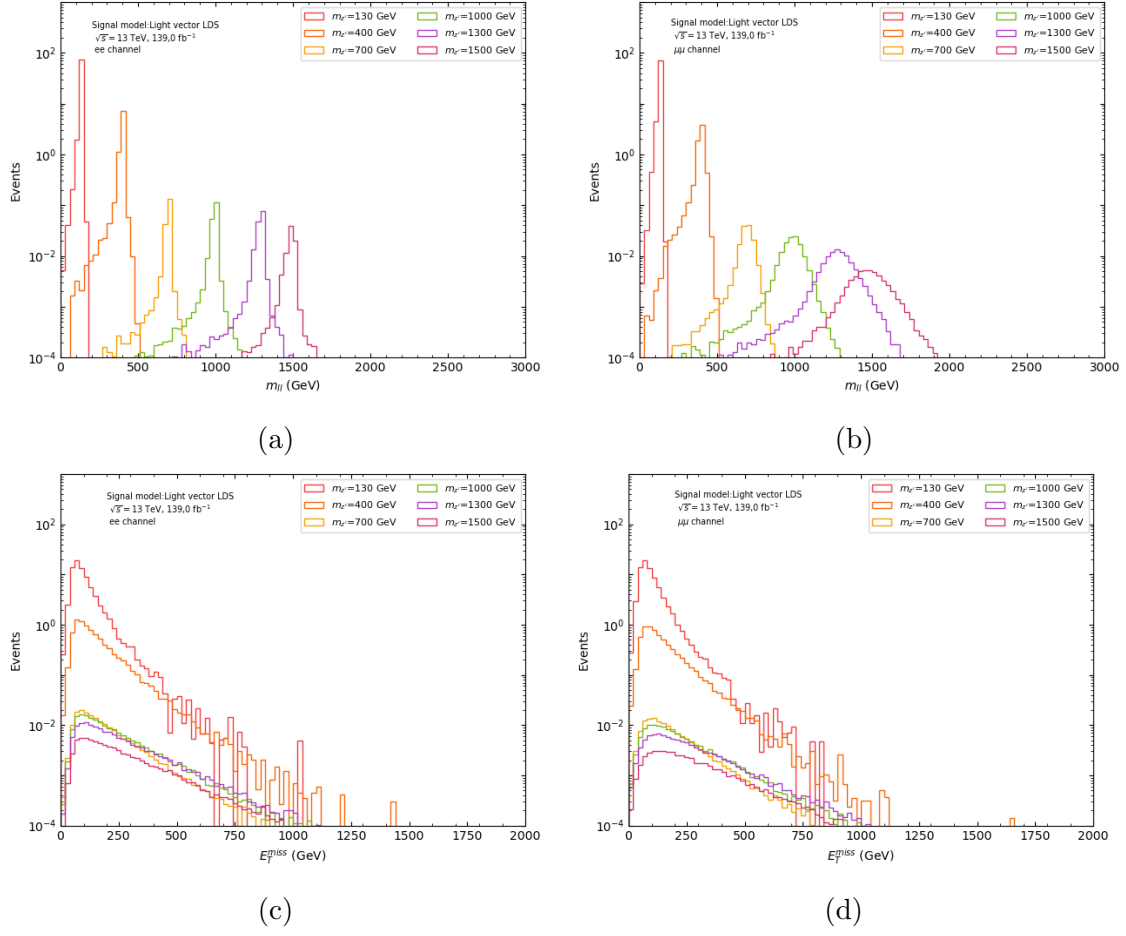 Signal model:Light vector LDS
√s = 13 TeV, 139,0 fb⁻¹
ee channel
m_z'=130 GeV
m_z'=400 GeV
m_z'=700 GeV
m_z'=1000 GeV
m_z'=1300 GeV
m_z'=1500 GeV
Events
10²
10⁰
10⁻²
10⁻⁴
0 500 1000 1500 2000 2500 3000
m_ll (GeV)
(a)
Signal model:Light vector LDS
√s = 13 TeV, 139,0 fb⁻¹
μμ channel
m_z'=130 GeV
m_z'=400 GeV
m_z'=700 GeV
m_z'=1000 GeV
m_z'=1300 GeV
m_z'=1500 GeV
Events
10²
10⁰
10⁻²
10⁻⁴
0 500 1000 1500 2000 2500 3000
m_ll (GeV)
(b)
Signal model:Light vector LDS
√s = 13 TeV, 139,0 fb⁻¹
ee channel
m_z'=130 GeV
m_z'=400 GeV
m_z'=700 GeV
m_z'=1000 GeV
m_z'=1300 GeV
m_z'=1500 GeV
Events
10²
10⁰
10⁻²
10⁻⁴
0 250 500 750 1000 1250 1500 1750 2000
E_T^miss (GeV)
(c)
Signal model:Light vector LDS
√s = 13 TeV, 139,0 fb⁻¹
μμ channel
m_z'=130 GeV
m_z'=400 GeV
m_z'=700 GeV
m_z'=1000 GeV
m_z'=1300 GeV
m_z'=1500 GeV
Events
10²
10⁰
10⁻²
10⁻⁴
0 250 500 750 1000 1250 1500 1750 2000
E_T^miss (GeV)
(d)